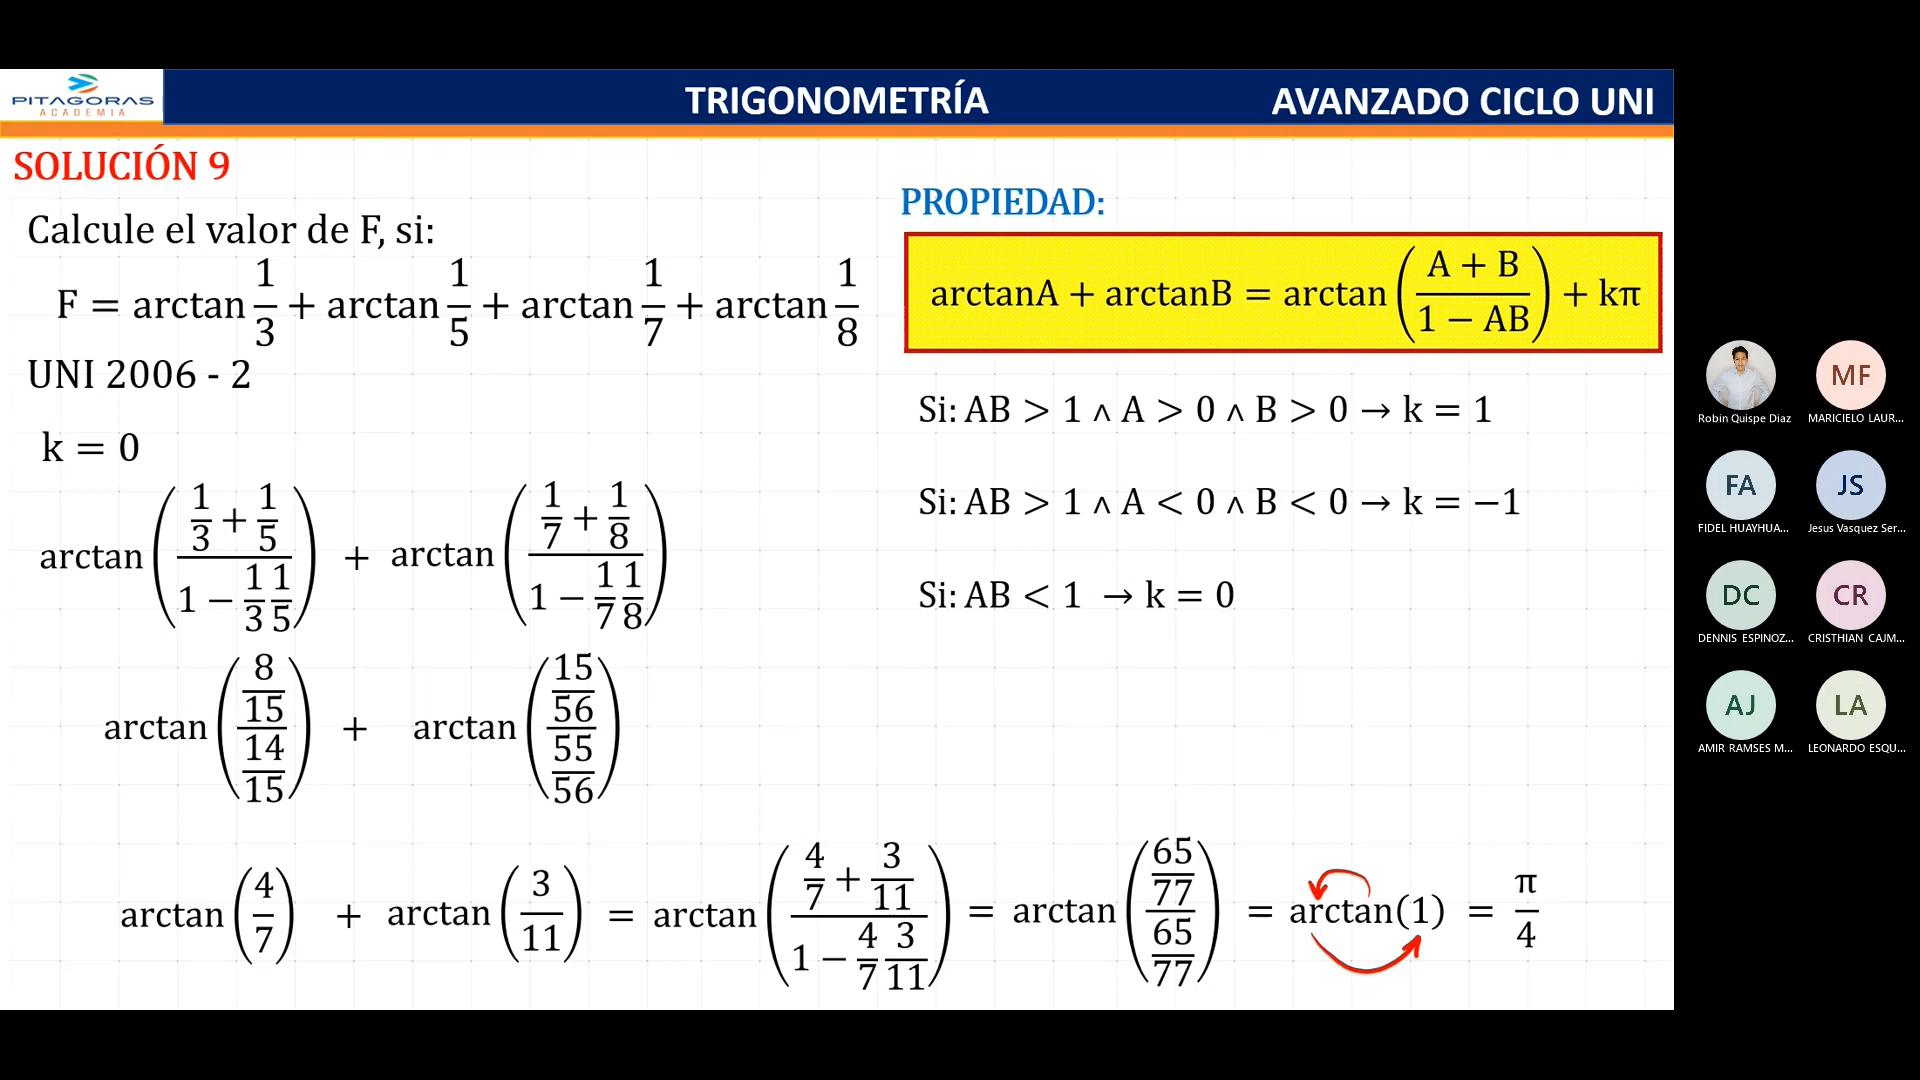 PITAGORAS
ACADEMIA
TRIGONOMETRÍA
AVANZADO CICLO UNI
SOLUCIÓN 9
Calcule el valor de F, si:
F = arctan 1/3 + arctan 1/5 + arctan 1/7 + arctan 1/8
UNI 2006 - 2
k = 0
arctan((1/3 + 1/5)/(1 − 1/3 1/5)) + arctan((1/7 + 1/8)/(1 − 1/7 1/8))
arctan((8/15)/(14/15)) + arctan((15/56)/(55/56))
arctan(4/7) + arctan(3/11) = arctan((4/7 + 3/11)/(1 − 4/7 3/11)) = arctan((65/77)/(65/77)) = arctan(1) = π/4
PROPIEDAD:
arctanA + arctanB = arctan((A + B)/(1 − AB)) + kπ
Si: AB > 1 ∧ A > 0 ∧ B > 0 → k = 1
Si: AB > 1 ∧ A < 0 ∧ B < 0 → k = −1
Si: AB < 1 → k = 0
Robin Quispe Diaz
MF
MARICIELO LAUR...
FA
FIDEL HUAYHUA...
JS
Jesus Vasquez Ser...
DC
DENNIS ESPINOZ...
CR
CRISTHIAN CAJM...
AJ
AMIR RAMSES M...
LA
LEONARDO ESQU...